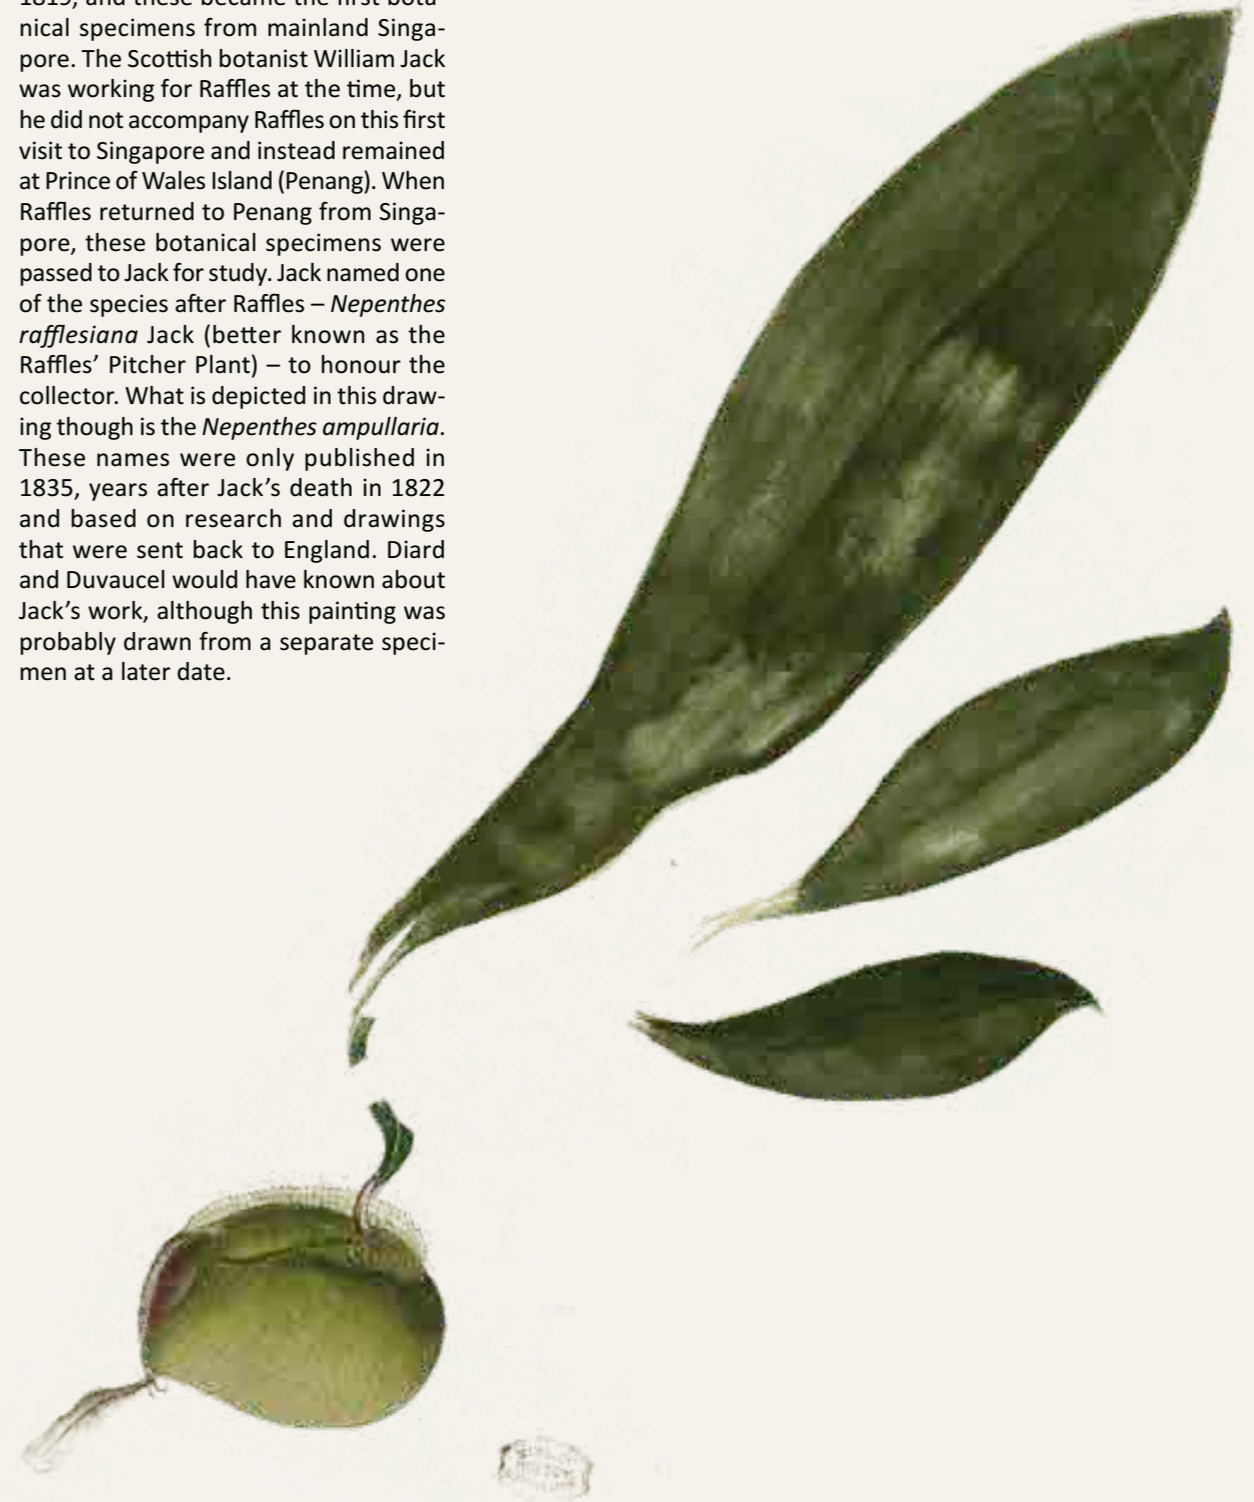 1819, and these became the first bota-
nical specimens from mainland Singa-
pore. The Scottish botanist William Jack
was working for Raffles at the time, but
he did not accompany Raffles on this first
visit to Singapore and instead remained
at Prince of Wales Island (Penang). When
Raffles returned to Penang from Singa-
pore, these botanical specimens were
passed to Jack for study. Jack named one
of the species after Raffles – Nepenthes
rafflesiana Jack (better known as the
Raffles’ Pitcher Plant) – to honour the
collector. What is depicted in this draw-
ing though is the Nepenthes ampullaria.
These names were only published in
1835, years after Jack’s death in 1822
and based on research and drawings
that were sent back to England. Diard
and Duvaucel would have known about
Jack’s work, although this painting was
probably drawn from a separate speci-
men at a later date.